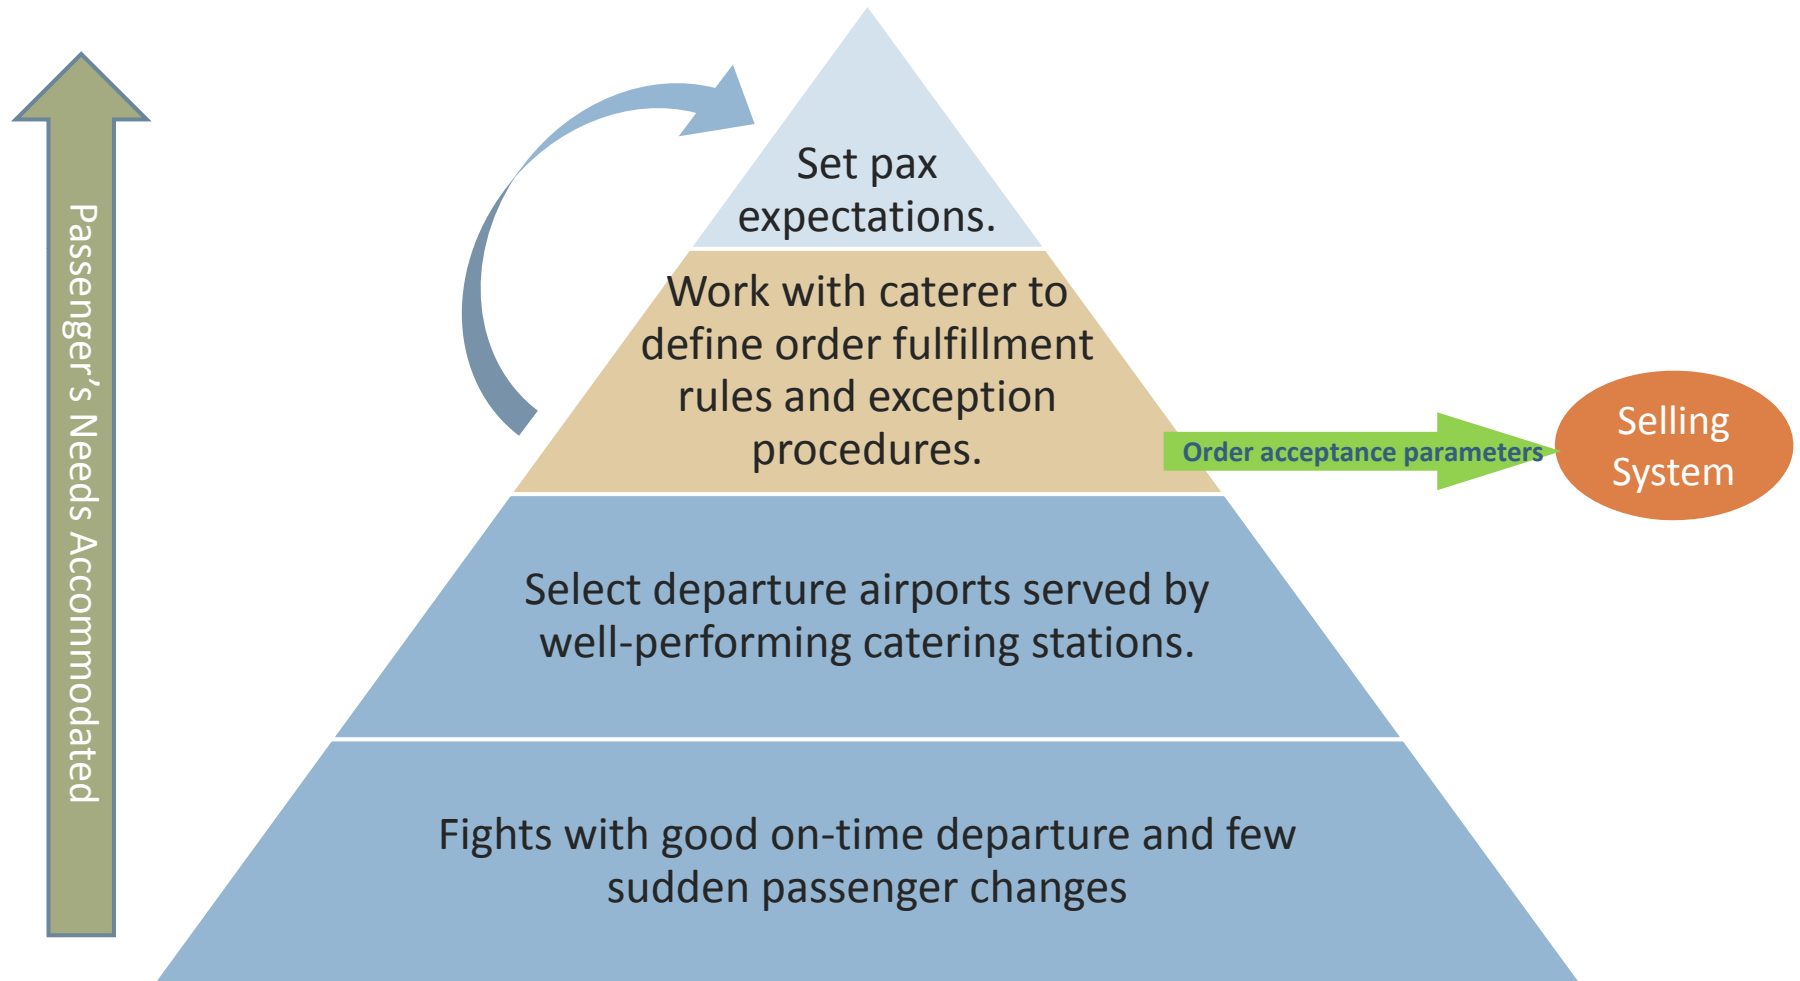 Passenger's Needs Accommodated
Set pax
expectations.
Work with caterer to
define order fulfillment
rules and exception
procedures.
Order acceptance parameters
Selling
System
Select departure airports served by
well-performing catering stations.
Fights with good on-time departure and few
sudden passenger changes